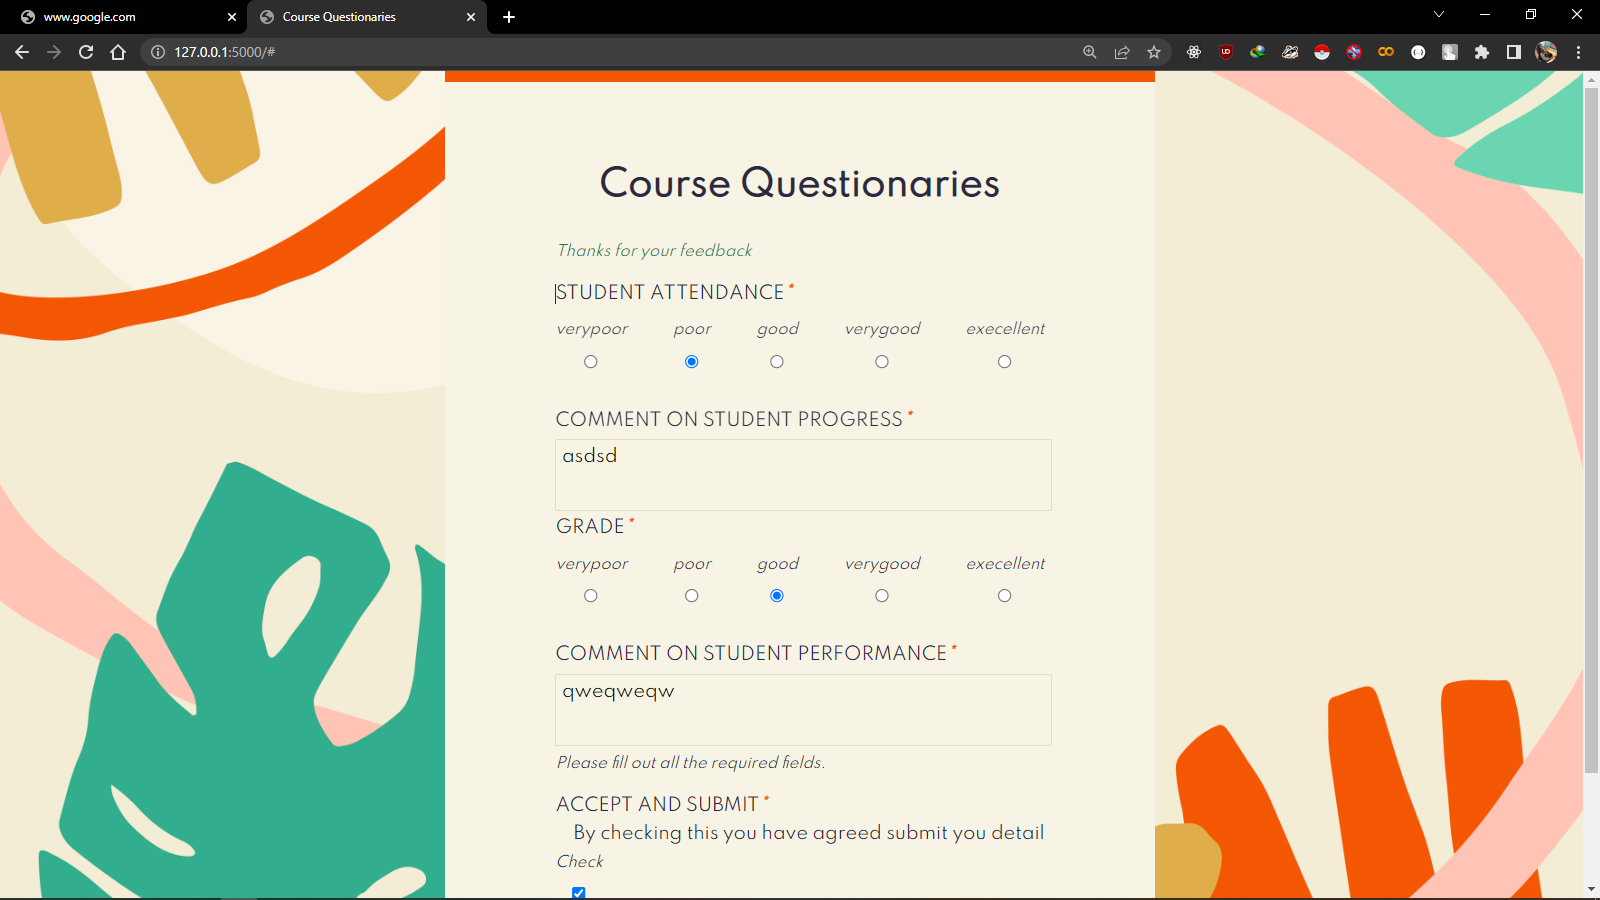 www.google.com
Course Questionaries
127.0.0.1:5000/#
Course Questionaries
Thanks for your feedback
STUDENT ATTENDANCE *
verypoor poor good verygood execellent
COMMENT ON STUDENT PROGRESS *
asdsd
GRADE *
verypoor poor good verygood execellent
COMMENT ON STUDENT PERFORMANCE *
qweqweqw
Please fill out all the required fields.
ACCEPT AND SUBMIT *
By checking this you have agreed submit you detail
Check